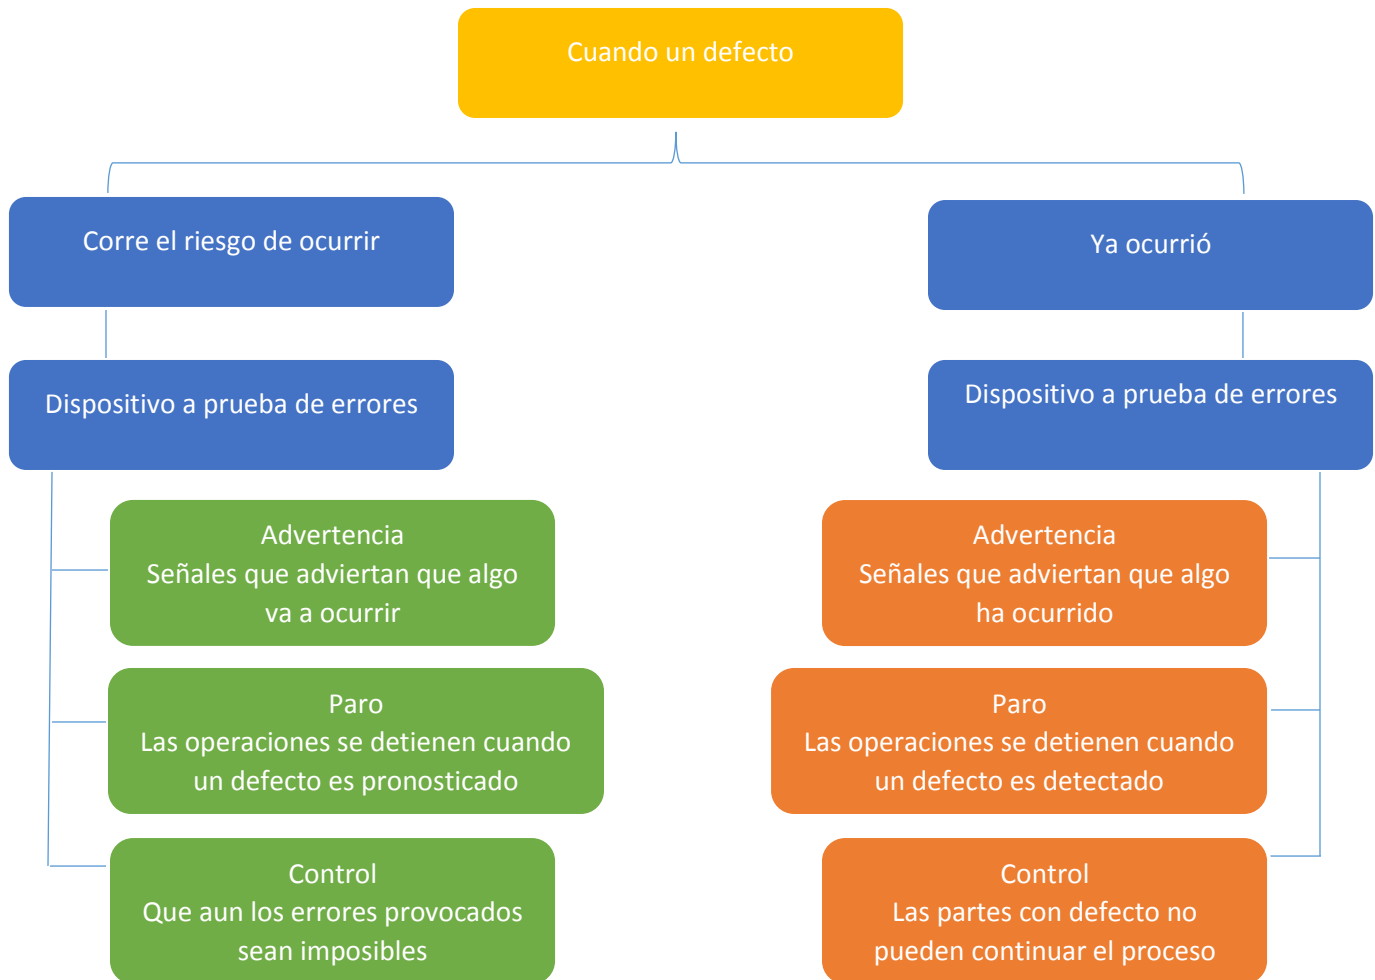 Cuando un defecto
Corre el riesgo de ocurrir
Ya ocurrió
Dispositivo a prueba de errores
Dispositivo a prueba de errores
Advertencia
Señales que adviertan que algo
va a ocurrir
Advertencia
Señales que adviertan que algo
ha ocurrido
Paro
Las operaciones se detienen cuando
un defecto es pronosticado
Paro
Las operaciones se detienen cuando
un defecto es detectado
Control
Que aun los errores provocados
sean imposibles
Control
Las partes con defecto no
pueden continuar el proceso